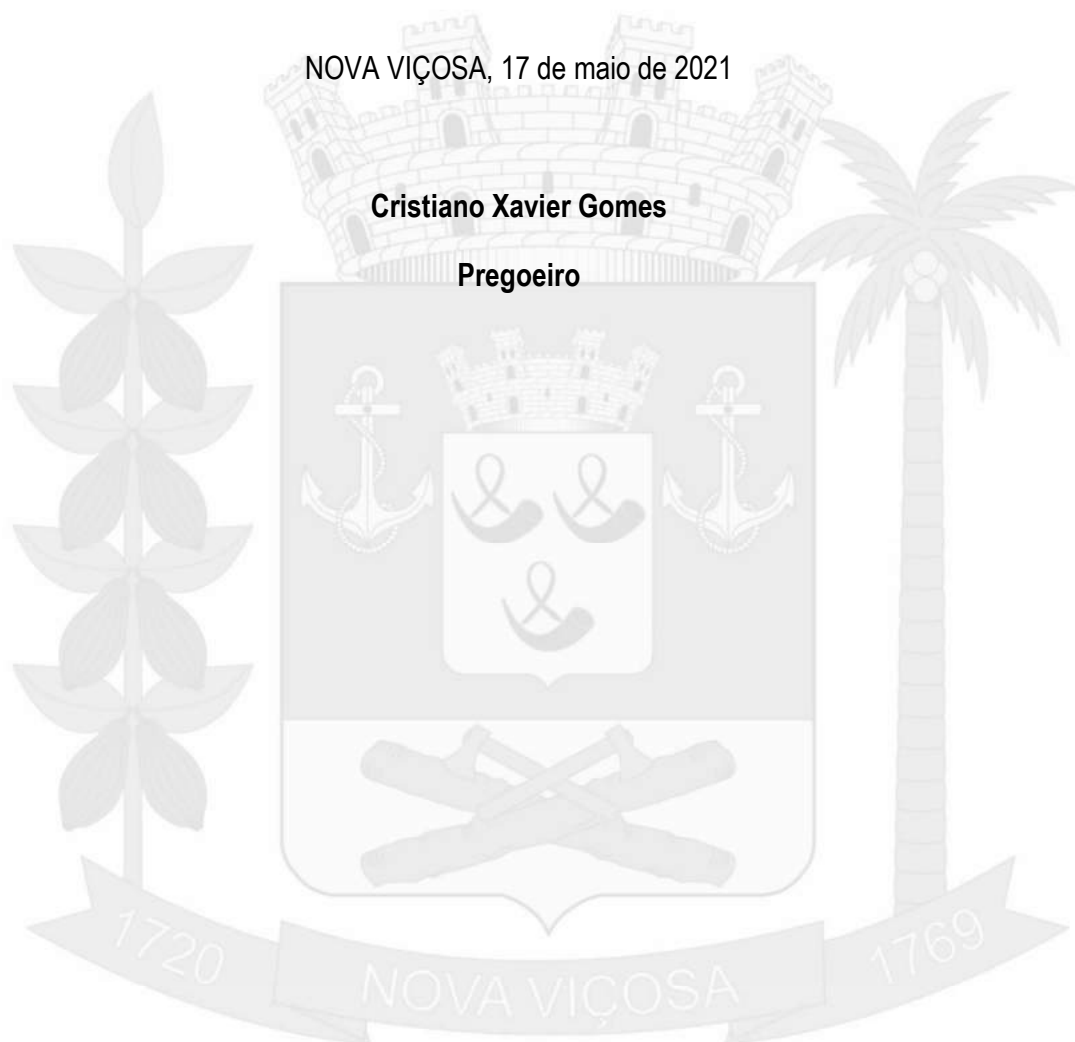 NOVA VIÇOSA, 17 de maio de 2021
Cristiano Xavier Gomes
Pregoeiro
1720
NOVA VIÇOSA
1769